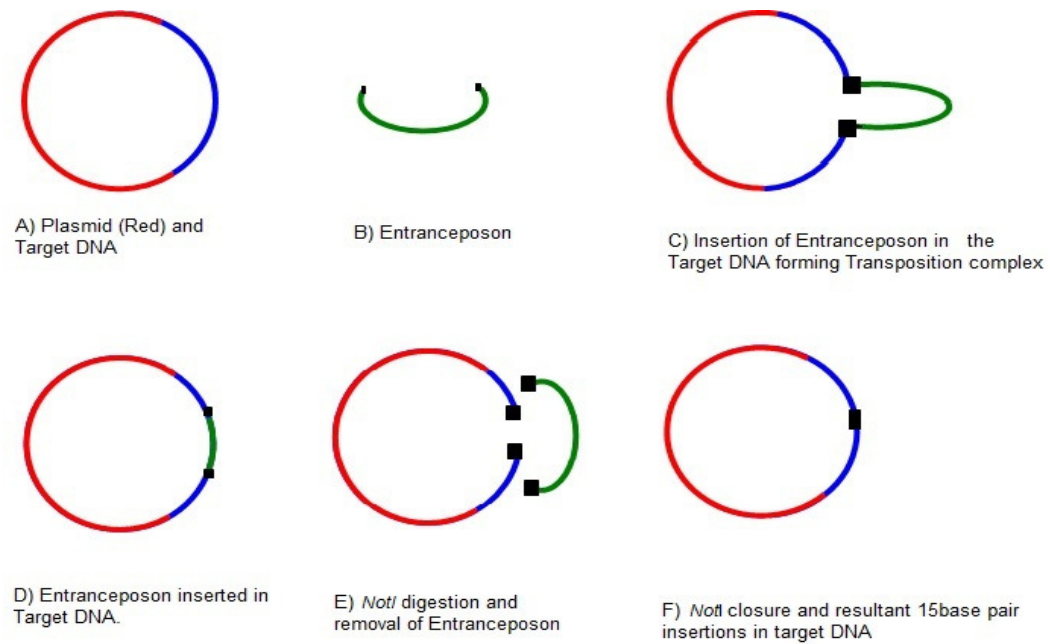 A) Plasmid (Red) and
Target DNA
B) Entranceposon
C) Insertion of Entranceposon in the
Target DNA forming Transposition complex
D) Entranceposon inserted in
Target DNA.
E) NotI digestion and
removal of Entranceposon
F) NotI closure and resultant 15base pair
insertions in target DNA